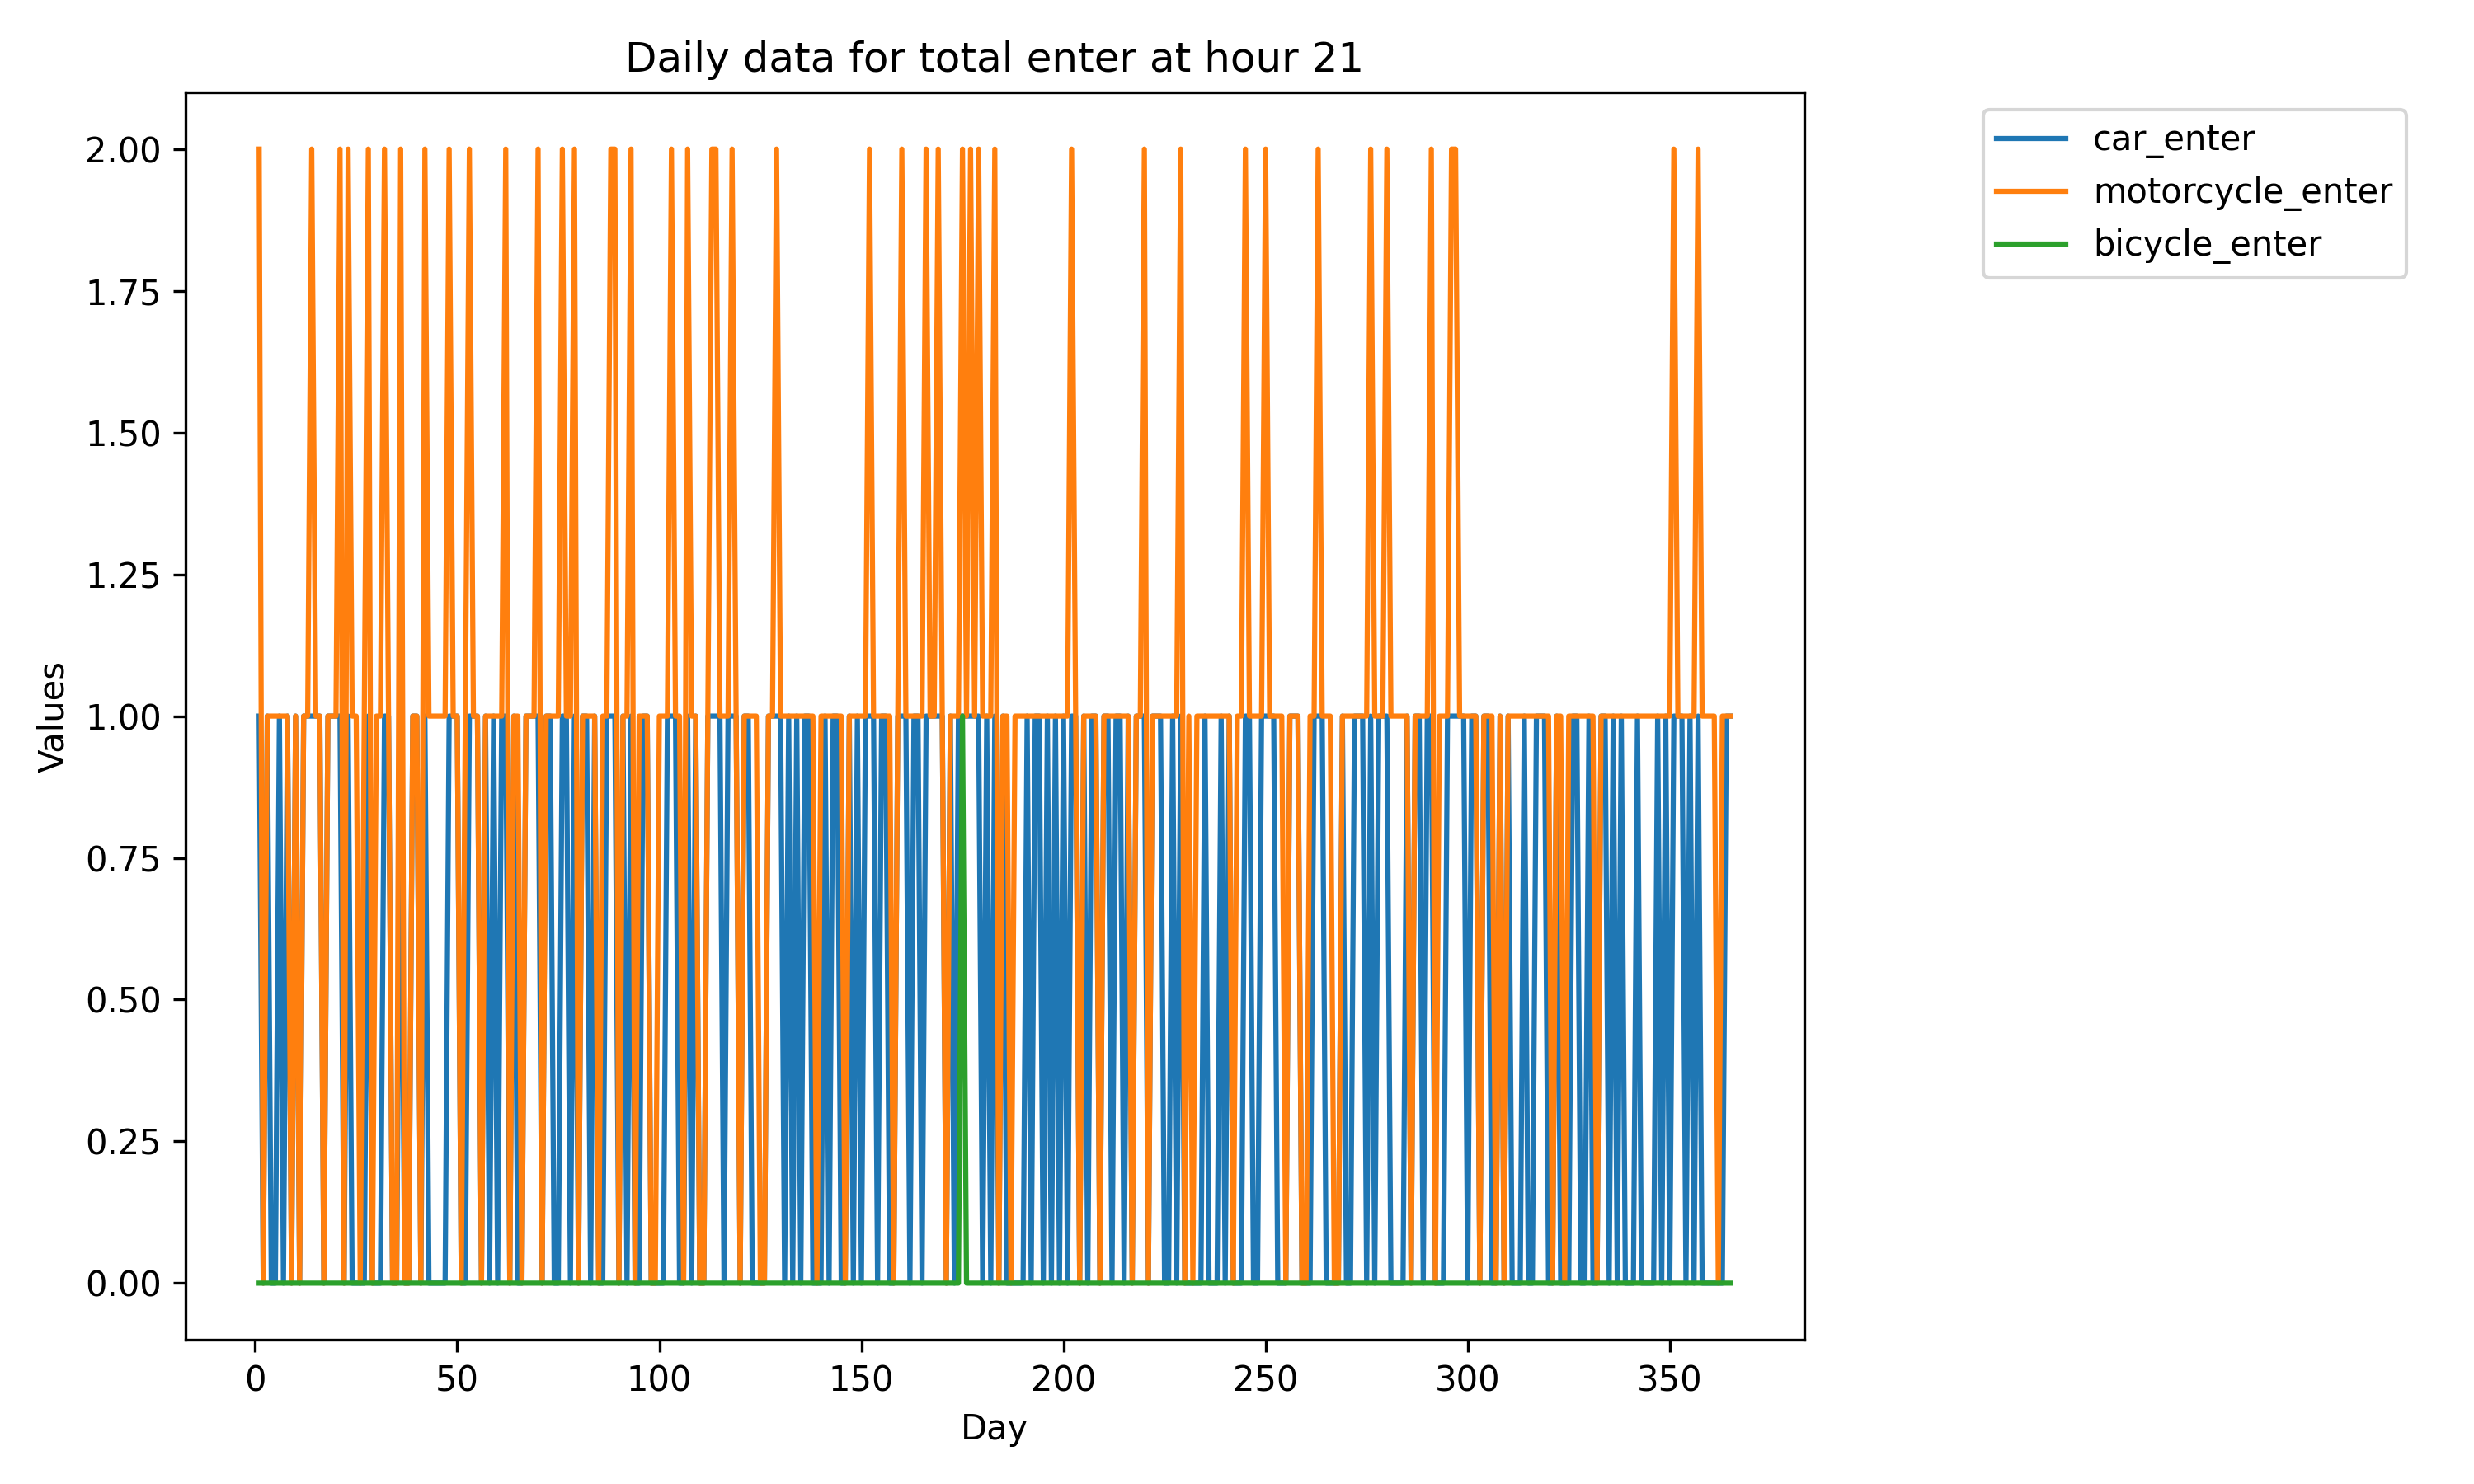 Daily data for total enter at hour 21
car_enter
motorcycle_enter
bicycle_enter
2.00
1.75
1.50
1.25
1.00
0.75
0.50
0.25
0.00
Values
0 50 100 150 200 250 300 350
Day